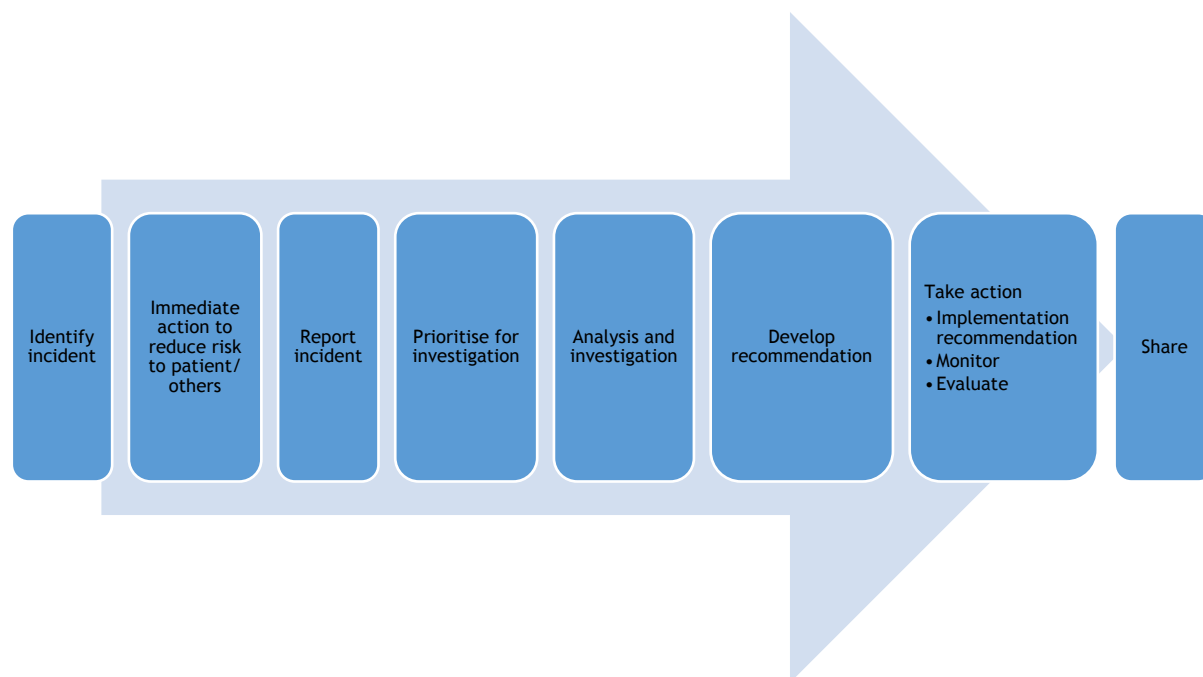 Identify
incident
Immediate
action to
reduce risk
to patient/
others
Report
incident
Prioritise for
investigation
Analysis and
investigation
Develop
recommendation
Take action
• Implementation
recommendation
• Monitor
• Evaluate
Share